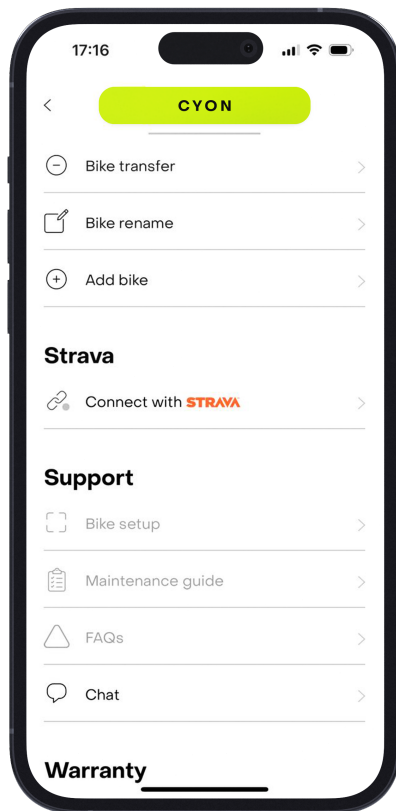 17:16
CYON
Bike transfer
Bike rename
Add bike
Strava
Connect with STRAVA
Support
Bike setup
Maintenance guide
FAQs
Chat
Warranty